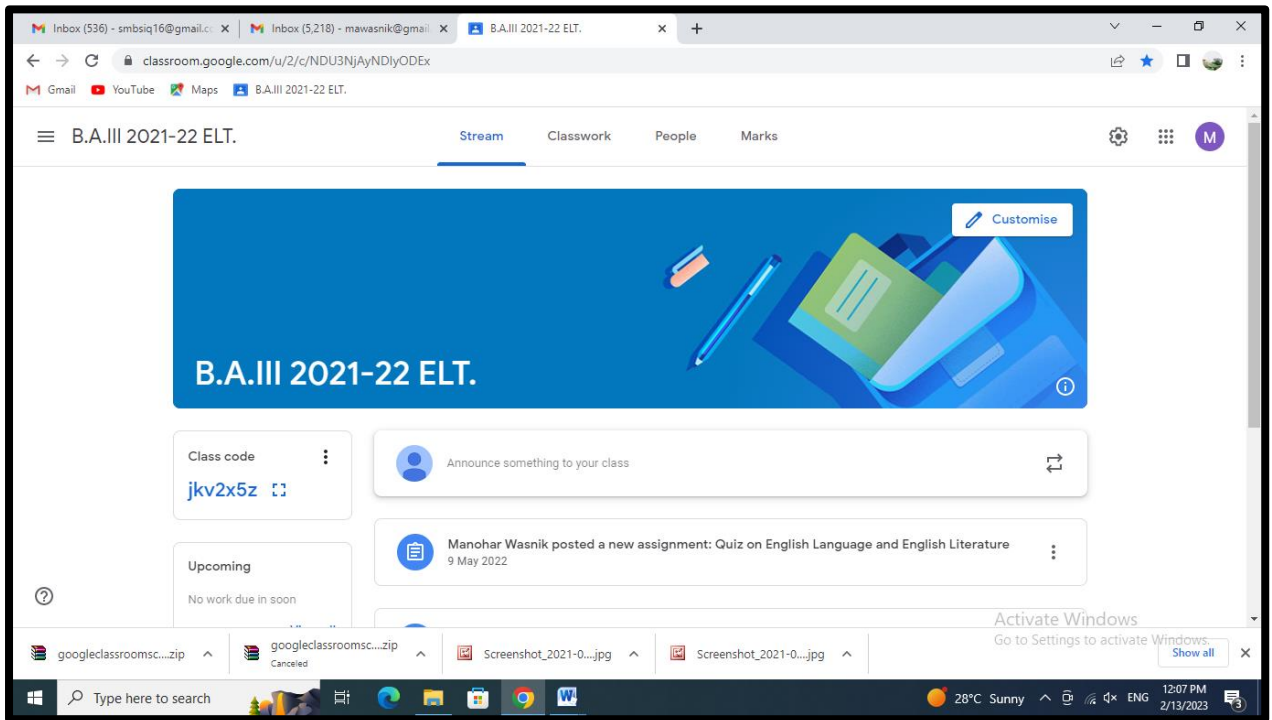 Inbox (536) - smbsiq16@gmail.cc
Inbox (5,218) - mawasnik@gmail
B.A.III 2021-22 ELT.
classroom.google.com/u/2/c/NDU3NjAyNDIyODEx
Gmail YouTube Maps B.A.III 2021-22 ELT.
B.A.III 2021-22 ELT.
Stream Classwork People Marks
M
Customise
B.A.III 2021-22 ELT.
Class code
jkv2x5z
Announce something to your class
Manohar Wasnik posted a new assignment: Quiz on English Language and English Literature
9 May 2022
Upcoming
No work due in soon
Activate Windows
Go to Settings to activate Windows.
googleclassroomsc....zip
googleclassroomsc....zip
Canceled
Screenshot_2021-0....jpg
Screenshot_2021-0....jpg
Show all
Type here to search
28°C Sunny
ENG
12:07 PM
2/13/2023
3